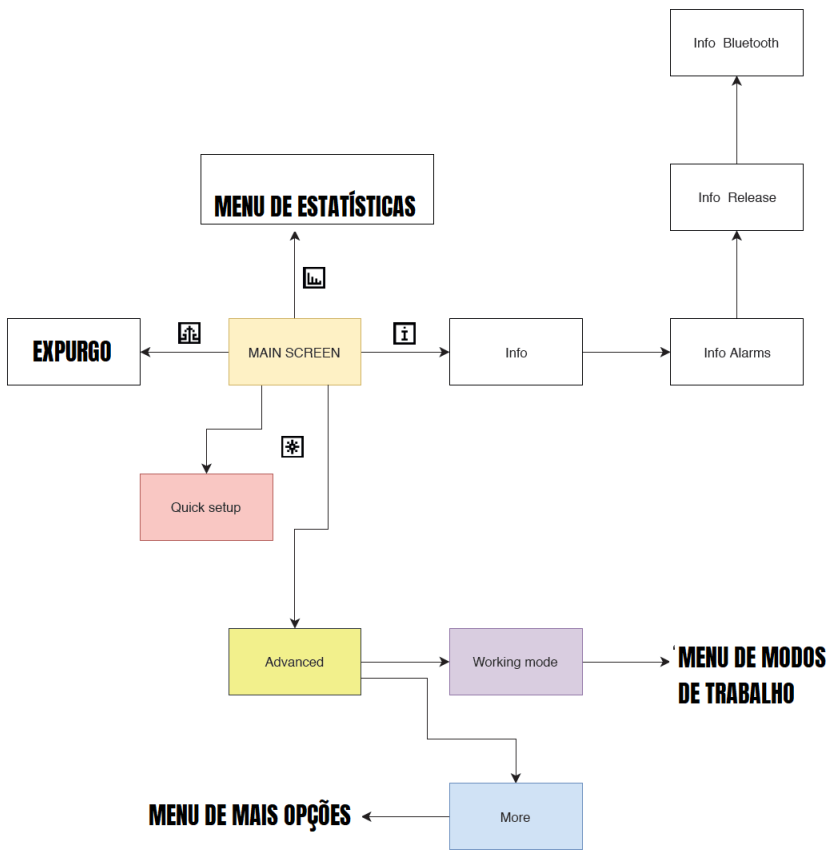 Info Bluetooth
Info Release
MENU DE ESTATÍSTICAS
EXPURGO
MAIN SCREEN
Info
Info Alarms
Quick setup
Advanced
Working mode
MENU DE MODOS
DE TRABALHO
MENU DE MAIS OPÇÕES
More